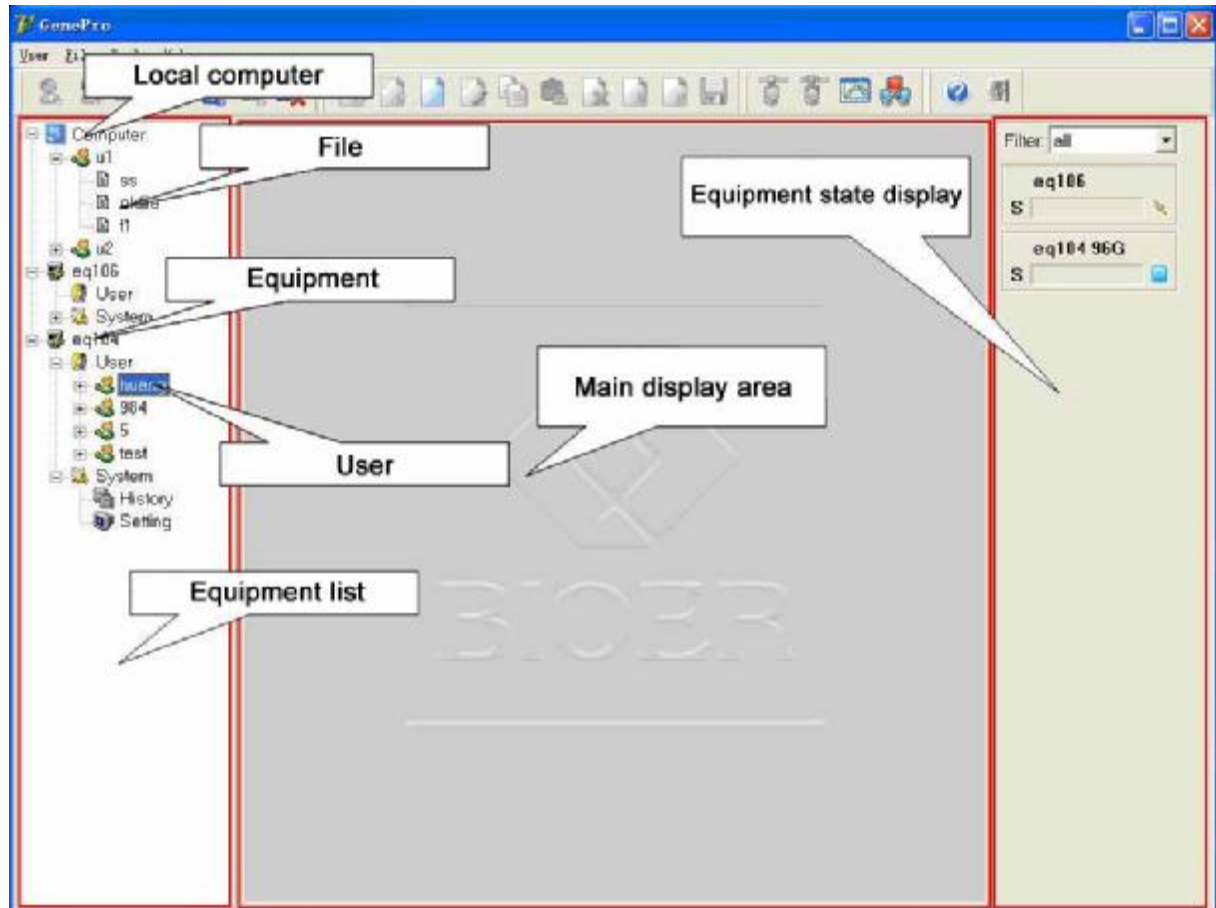 GenePro
User
Local computer
Computer
u1
ss
f1
u2
eq106
User
System
eq104
User
984
5
test
System
History
Setting
File
Equipment
User
Equipment list
Main display area
BIOER
Equipment state display
Filter: all
eq106
S
eq104 96G
S